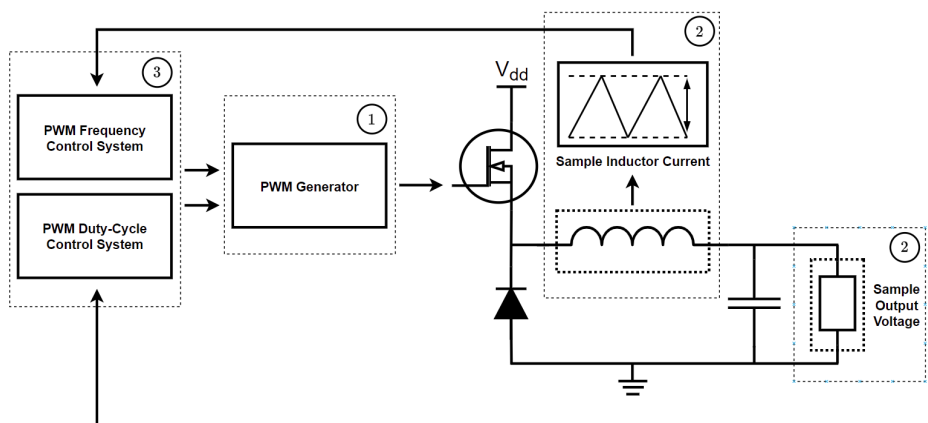 2
3
PWM Frequency
Control System
PWM Duty-Cycle
Control System
1
PWM Generator
Vdd
Sample Inductor Current
2
Sample
Output
Voltage